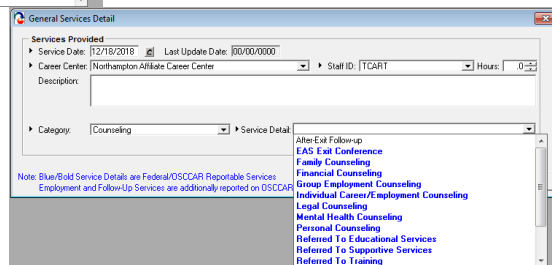 General Services Detail
Services Provided
Service Date: 12/18/2018 Last Update Date: 00/00/0000
Career Center: Northampton Affiliate Career Center Staff ID: TCART Hours: .0
Description:
Category: Counseling Service Detail:
After-Exit Follow-up
EAS Exit Conference
Family Counseling
Financial Counseling
Group Employment Counseling
Individual Career/Employment Counseling
Legal Counseling
Mental Health Counseling
Personal Counseling
Referred To Educational Services
Referred To Supportive Services
Referred To Training
Note: Blue/Bold Service Details are Federal/OSCCAR Reportable Services
Employment and Follow-Up Services are additionally reported on OSCCAR